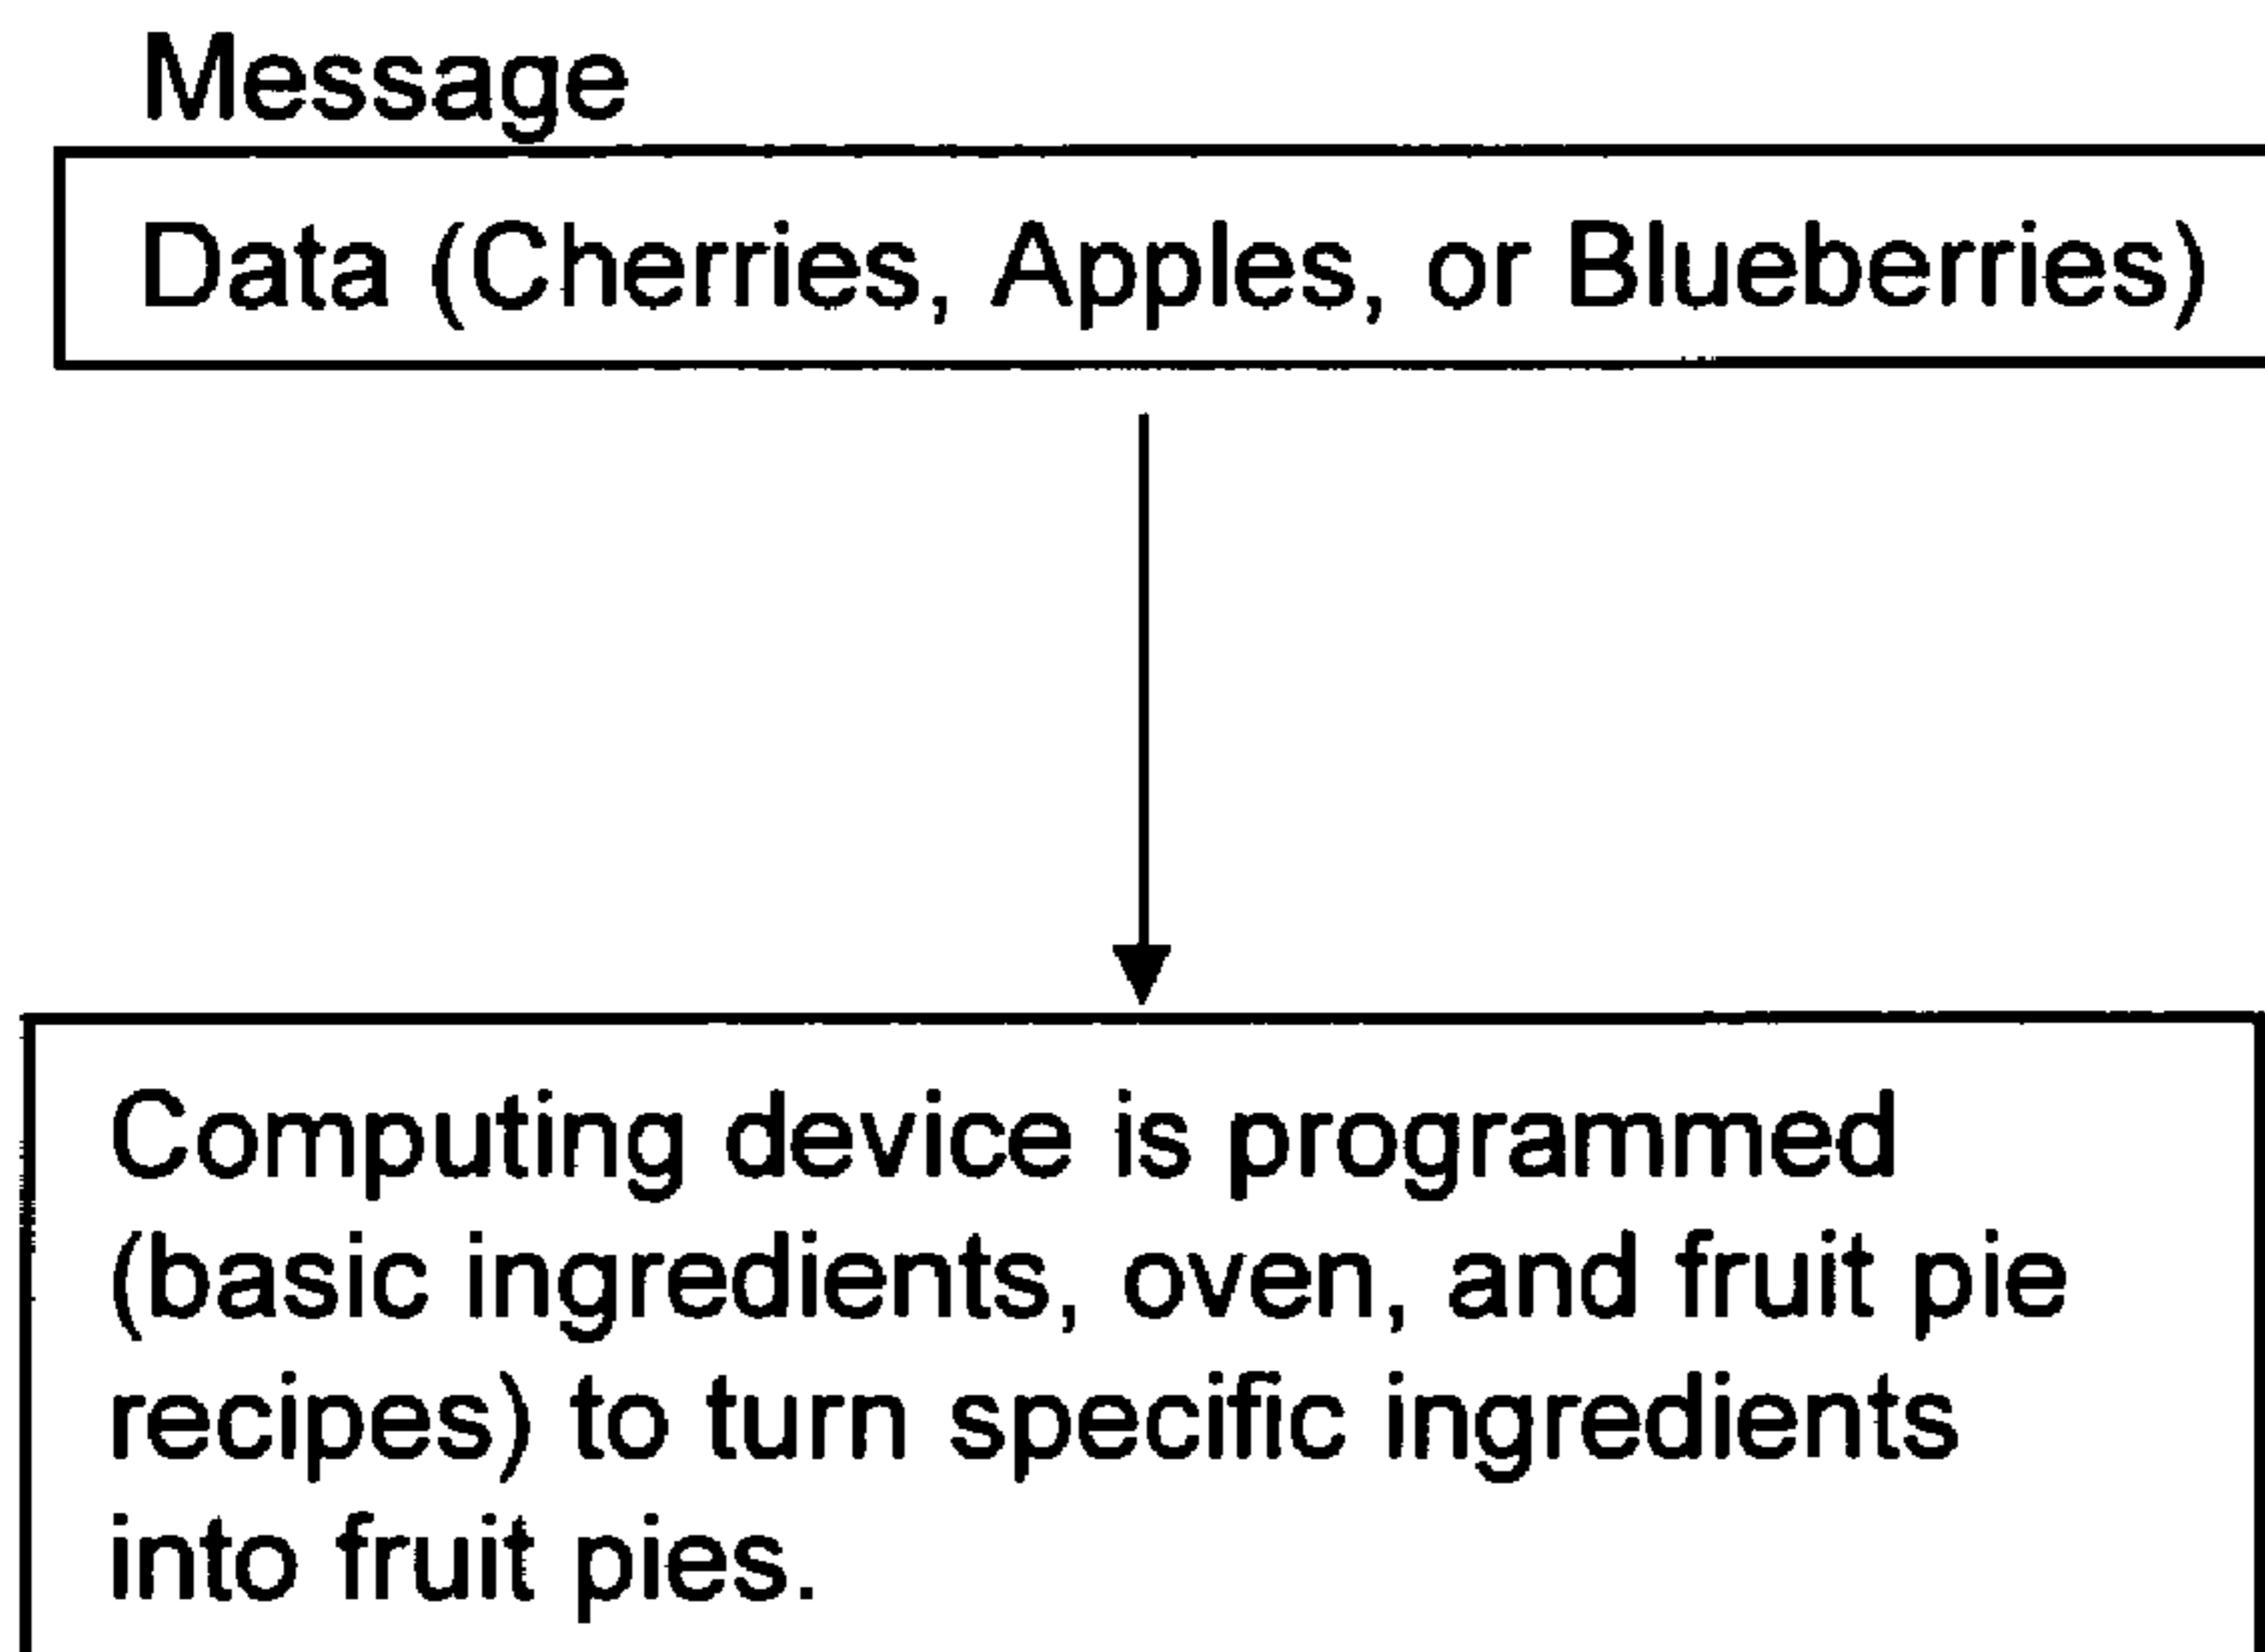 Message
Data (Cherries, Apples, or Blueberries)
Computing device is programmed
(basic ingredients, oven, and fruit pie
recipes) to turn specific ingredients
into fruit pies.